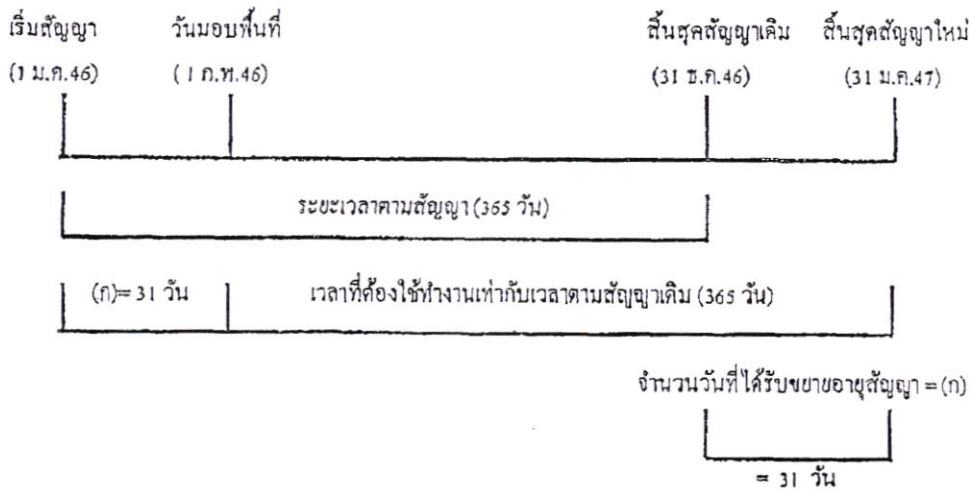 เริ่มสัญญา วันมอบพื้นที่ สิ้นสุดสัญญาเดิม สิ้นสุดสัญญาใหม่
(1 ม.ค.46) (1 ก.พ.46) (31 ธ.ค.46) (31 ม.ค.47)
ระยะเวลาตามสัญญา (365 วัน)
(ก)= 31 วัน เวลาที่ต้องใช้ทำงานเท่ากับเวลาตามสัญญาเดิม (365 วัน)
จำนวนวันที่ได้รับขยายอายุสัญญา = (ก)
= 31 วัน